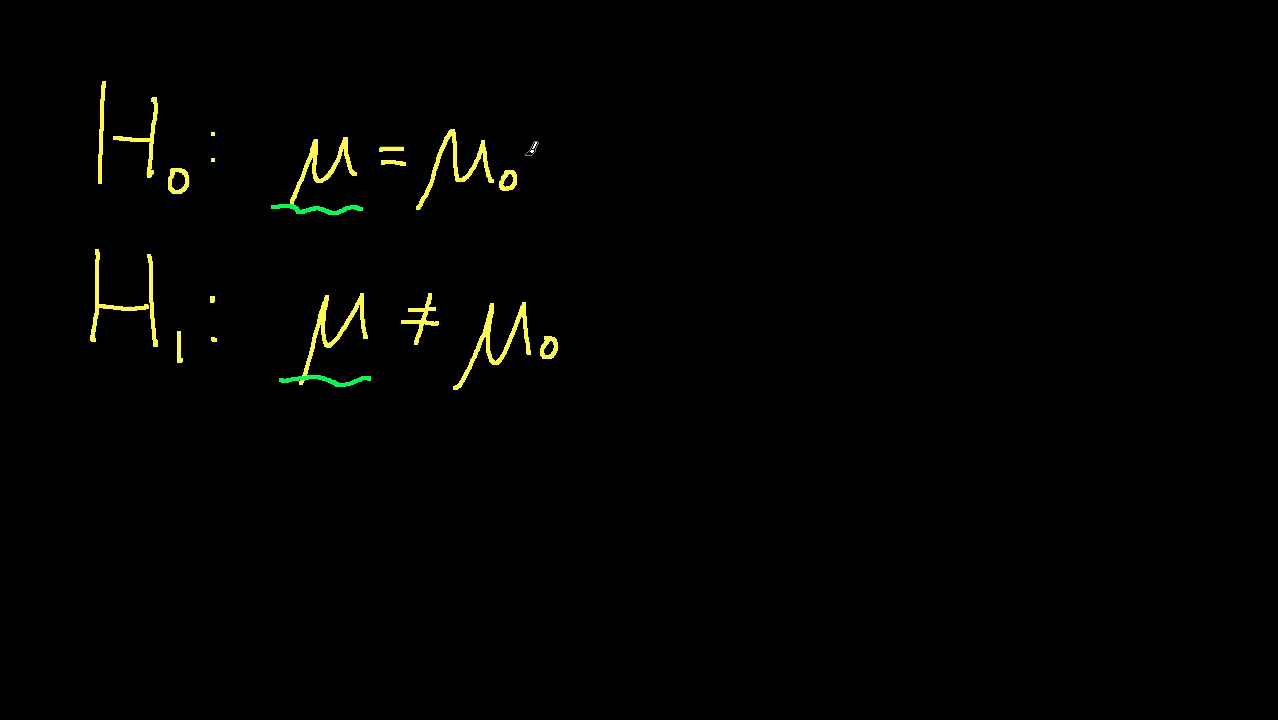 H₀: μ = μ₀
H₁: μ ≠ μ₀